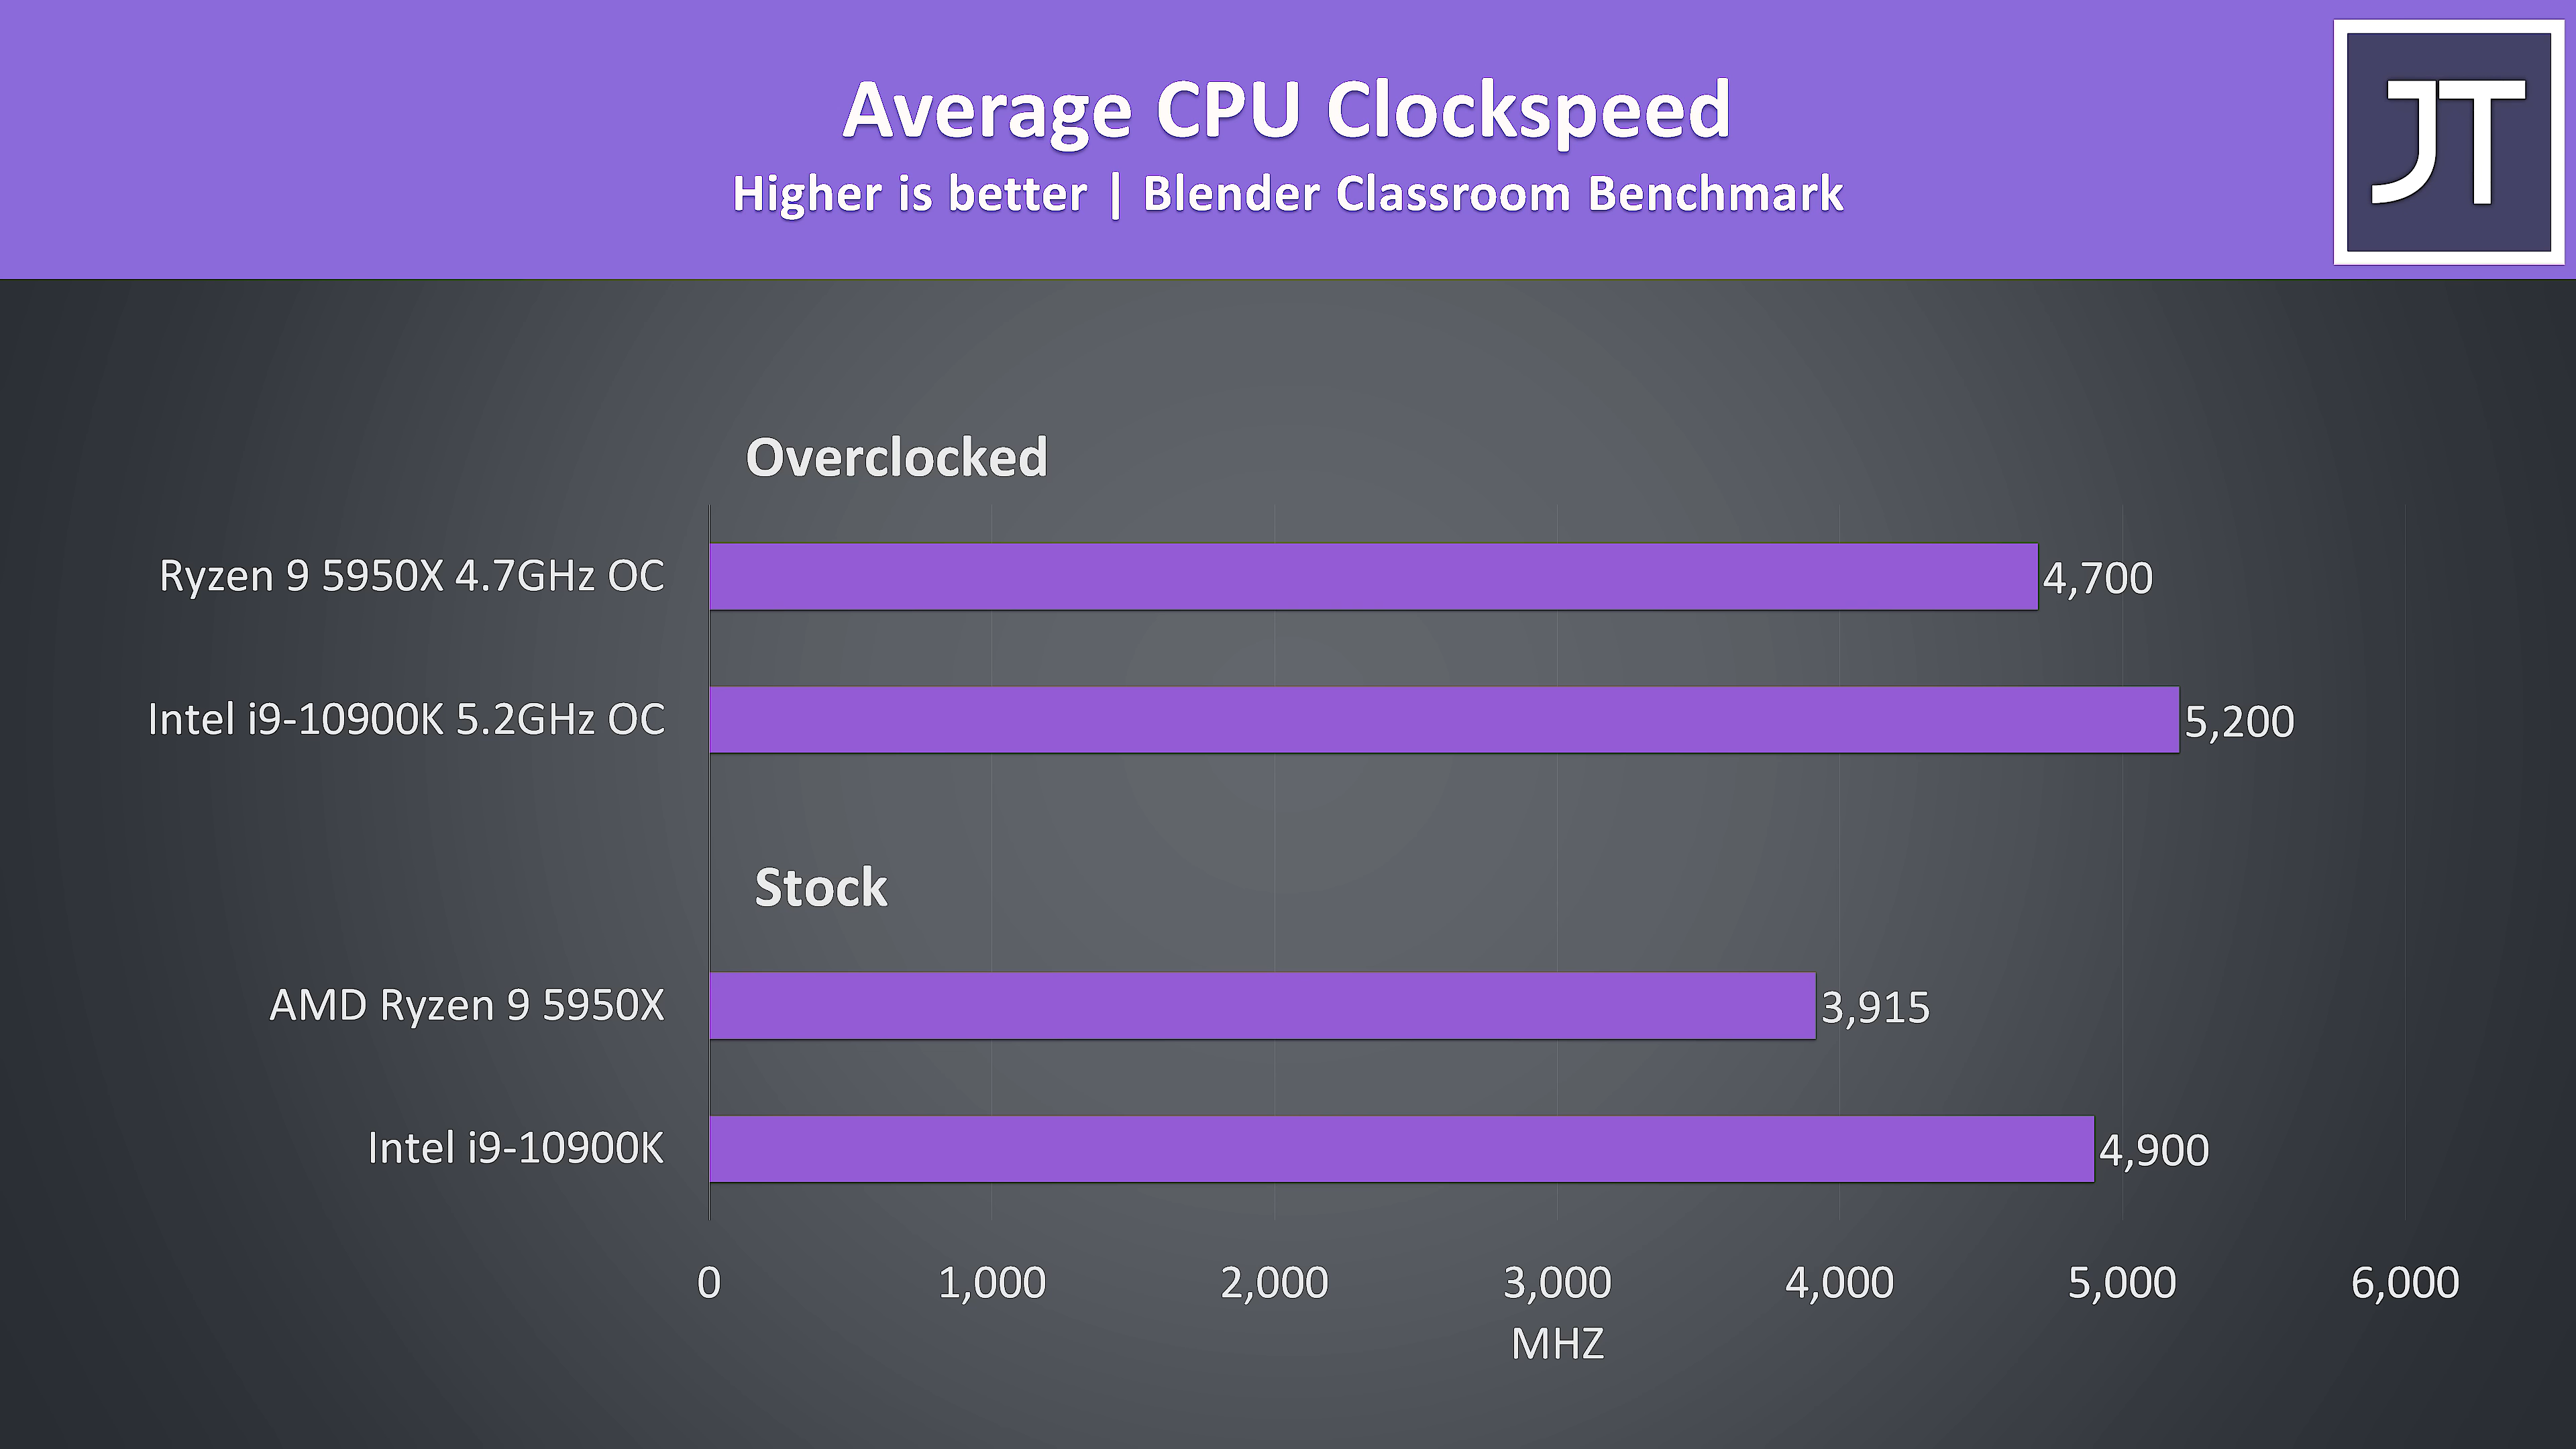 Average CPU Clockspeed
Higher is better | Blender Classroom Benchmark
JT
Overclocked
Ryzen 9 5950X 4.7GHz OC
4,700
Intel i9-10900K 5.2GHz OC
5,200
Stock
AMD Ryzen 9 5950X
3,915
Intel i9-10900K
4,900
0 1,000 2,000 3,000 4,000 5,000 6,000
MHZ